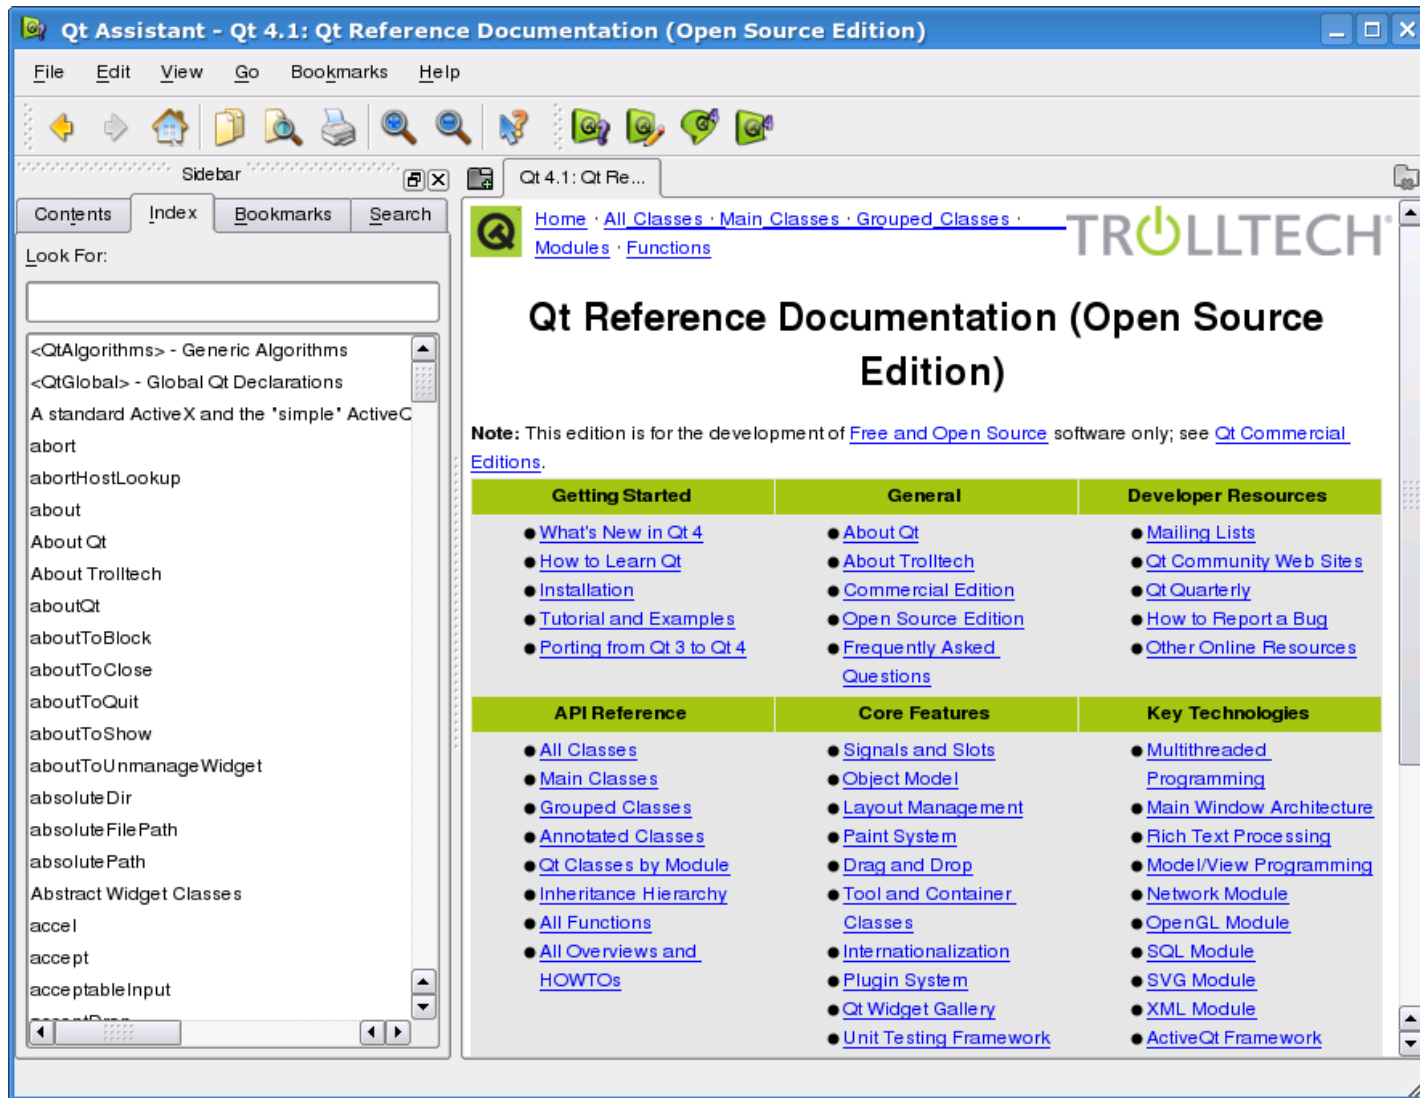 Qt Assistant - Qt 4.1: Qt Reference Documentation (Open Source Edition)
File Edit View Go Bookmarks Help
Sidebar
Contents Index Bookmarks Search
Look For:
<QtAlgorithms> - Generic Algorithms
<QtGlobal> - Global Qt Declarations
A standard ActiveX and the "simple" ActiveQ
abort
abortHostLookup
about
About Qt
About Trolltech
aboutQt
aboutToBlock
aboutToClose
aboutToQuit
aboutToShow
aboutToUnmanageWidget
absoluteDir
absoluteFilePath
absolutePath
Abstract Widget Classes
accel
accept
acceptableInput
Qt 4.1: Qt Re...
Home · All Classes · Main Classes · Grouped Classes ·
Modules · Functions
TROLLTECH
Qt Reference Documentation (Open Source
Edition)
Note: This edition is for the development of Free and Open Source software only; see Qt Commercial
Editions.
Getting Started
What's New in Qt 4
How to Learn Qt
Installation
Tutorial and Examples
Porting from Qt 3 to Qt 4
General
About Qt
About Trolltech
Commercial Edition
Open Source Edition
Frequently Asked
Questions
Developer Resources
Mailing Lists
Qt Community Web Sites
Qt Quarterly
How to Report a Bug
Other Online Resources
API Reference
All Classes
Main Classes
Grouped Classes
Annotated Classes
Qt Classes by Module
Inheritance Hierarchy
All Functions
All Overviews and
HOWTOs
Core Features
Signals and Slots
Object Model
Layout Management
Paint System
Drag and Drop
Tool and Container
Classes
Internationalization
Plugin System
Qt Widget Gallery
Unit Testing Framework
Key Technologies
Multithreaded
Programming
Main Window Architecture
Rich Text Processing
Model/View Programming
Network Module
OpenGL Module
SQL Module
SVG Module
XML Module
ActiveQt Framework